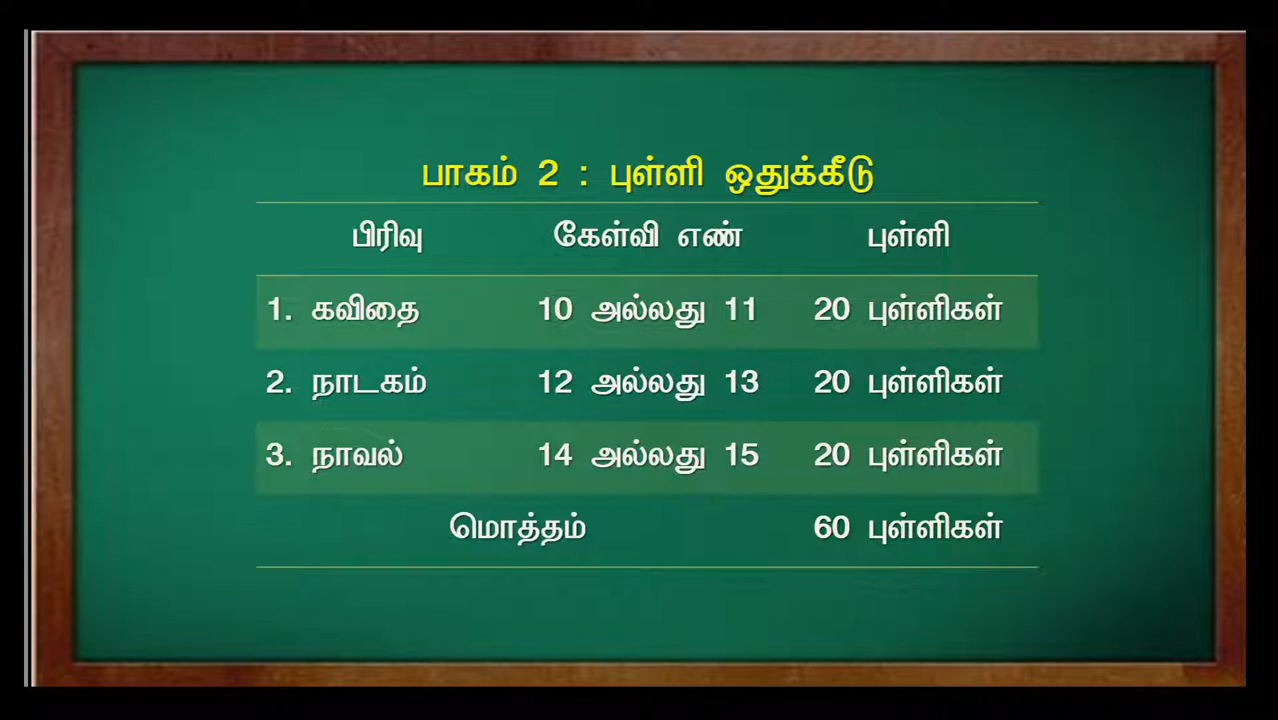 பாகம் 2 : புள்ளி ஒதுக்கீடு
பிரிவு கேள்வி எண் புள்ளி
1. கவிதை 10 அல்லது 11 20 புள்ளிகள்
2. நாடகம் 12 அல்லது 13 20 புள்ளிகள்
3. நாவல் 14 அல்லது 15 20 புள்ளிகள்
மொத்தம் 60 புள்ளிகள்